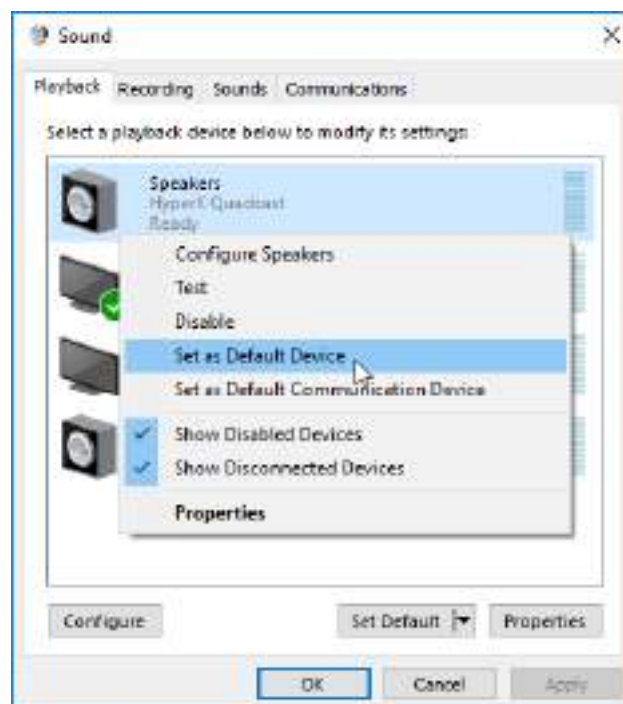 Sound
Playback Recording Sounds Communications
Select a playback device below to modify its settings:
Speakers
HyperX Quadcast
Ready
Configure Speakers
Test
Disable
Set as Default Device
Set as Default Communication Device
Show Disabled Devices
Show Disconnected Devices
Properties
Configure Set Default Properties
OK Cancel Apply